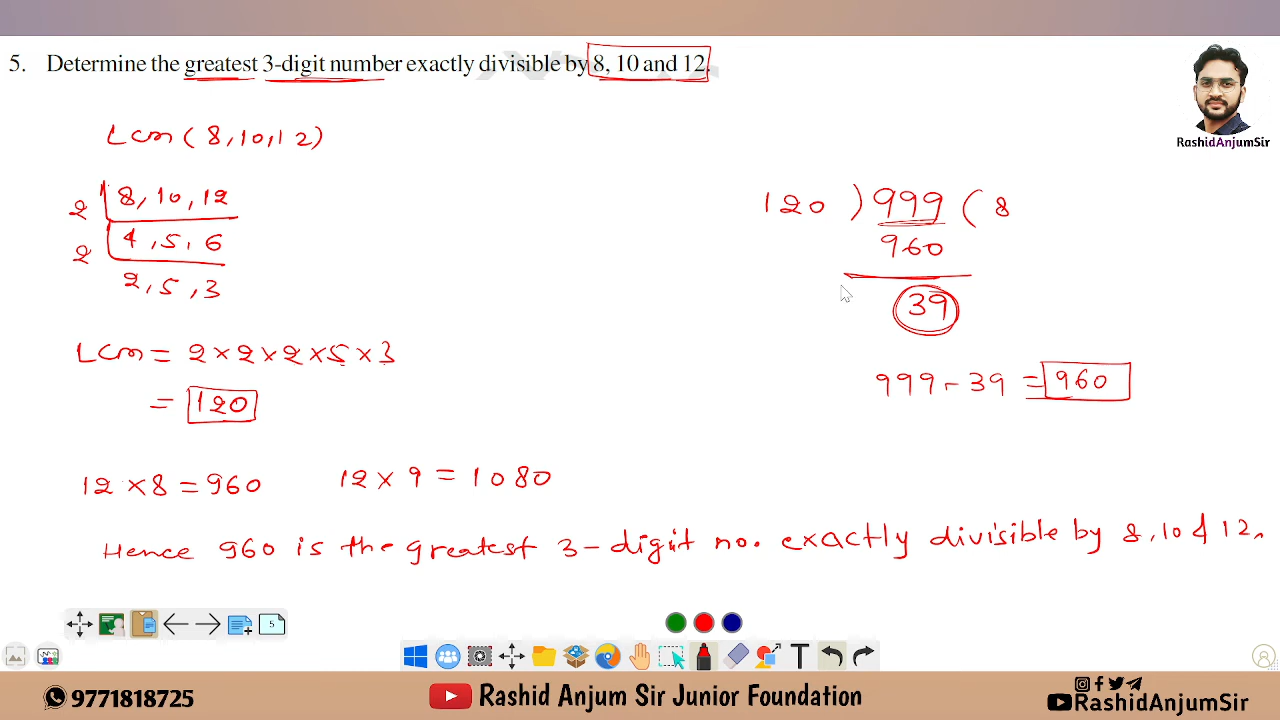 5. Determine the greatest 3-digit number exactly divisible by 8, 10 and 12.
RashidAnjumSir
Lcm (8,10,12)
2 8, 10, 12
2 4, 5, 6
2, 5, 3
Lcm = 2×2×2×5×3
= 120
120 ) 999 ( 8
960
39
999 - 39 = 960
12 × 8 = 960 12 × 9 = 1080
Hence 960 is the greatest 3-digit no. exactly divisible by 8, 10 & 12.
5
9771818725
Rashid Anjum Sir Junior Foundation
RashidAnjumSir